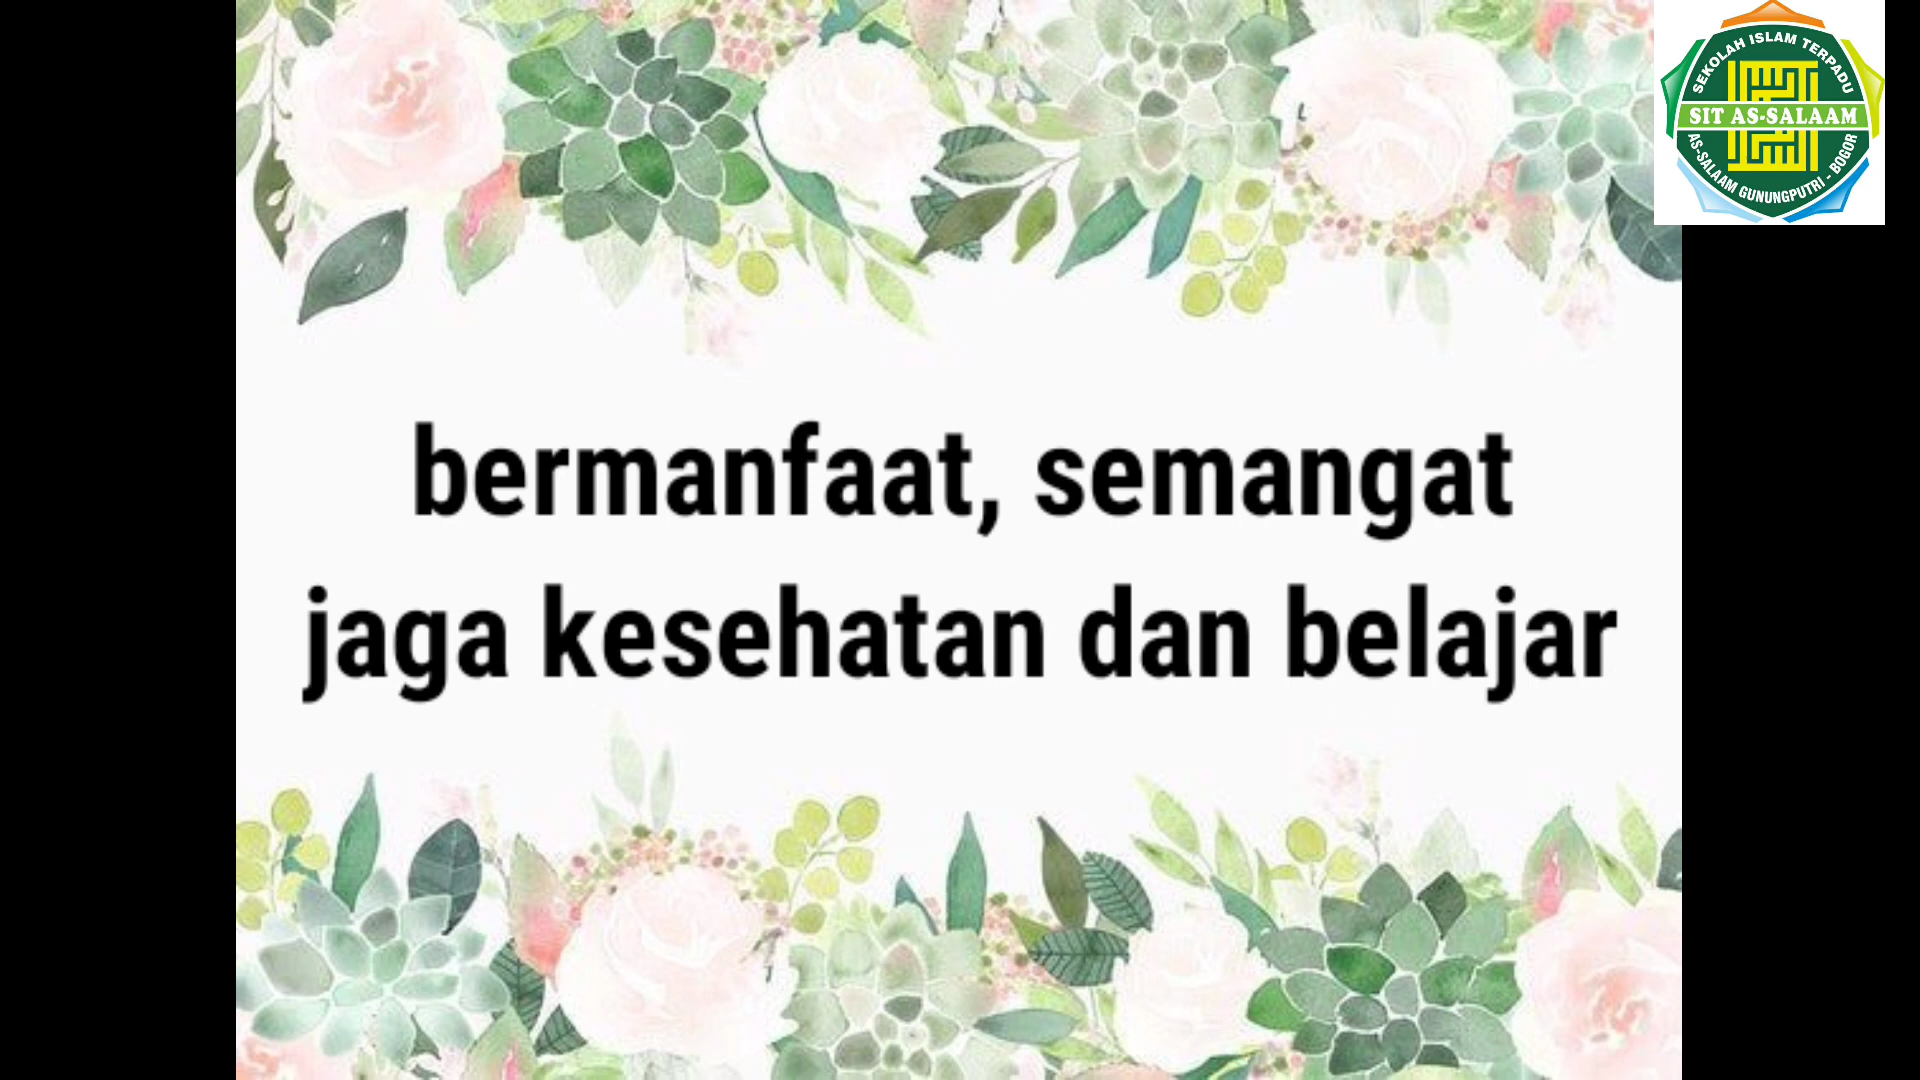 SEKOLAH ISLAM TERPADU
SIT AS-SALAAM
AS-SALAAM GUNUNGPUTRI - BOGOR
bermanfaat, semangat
jaga kesehatan dan belajar